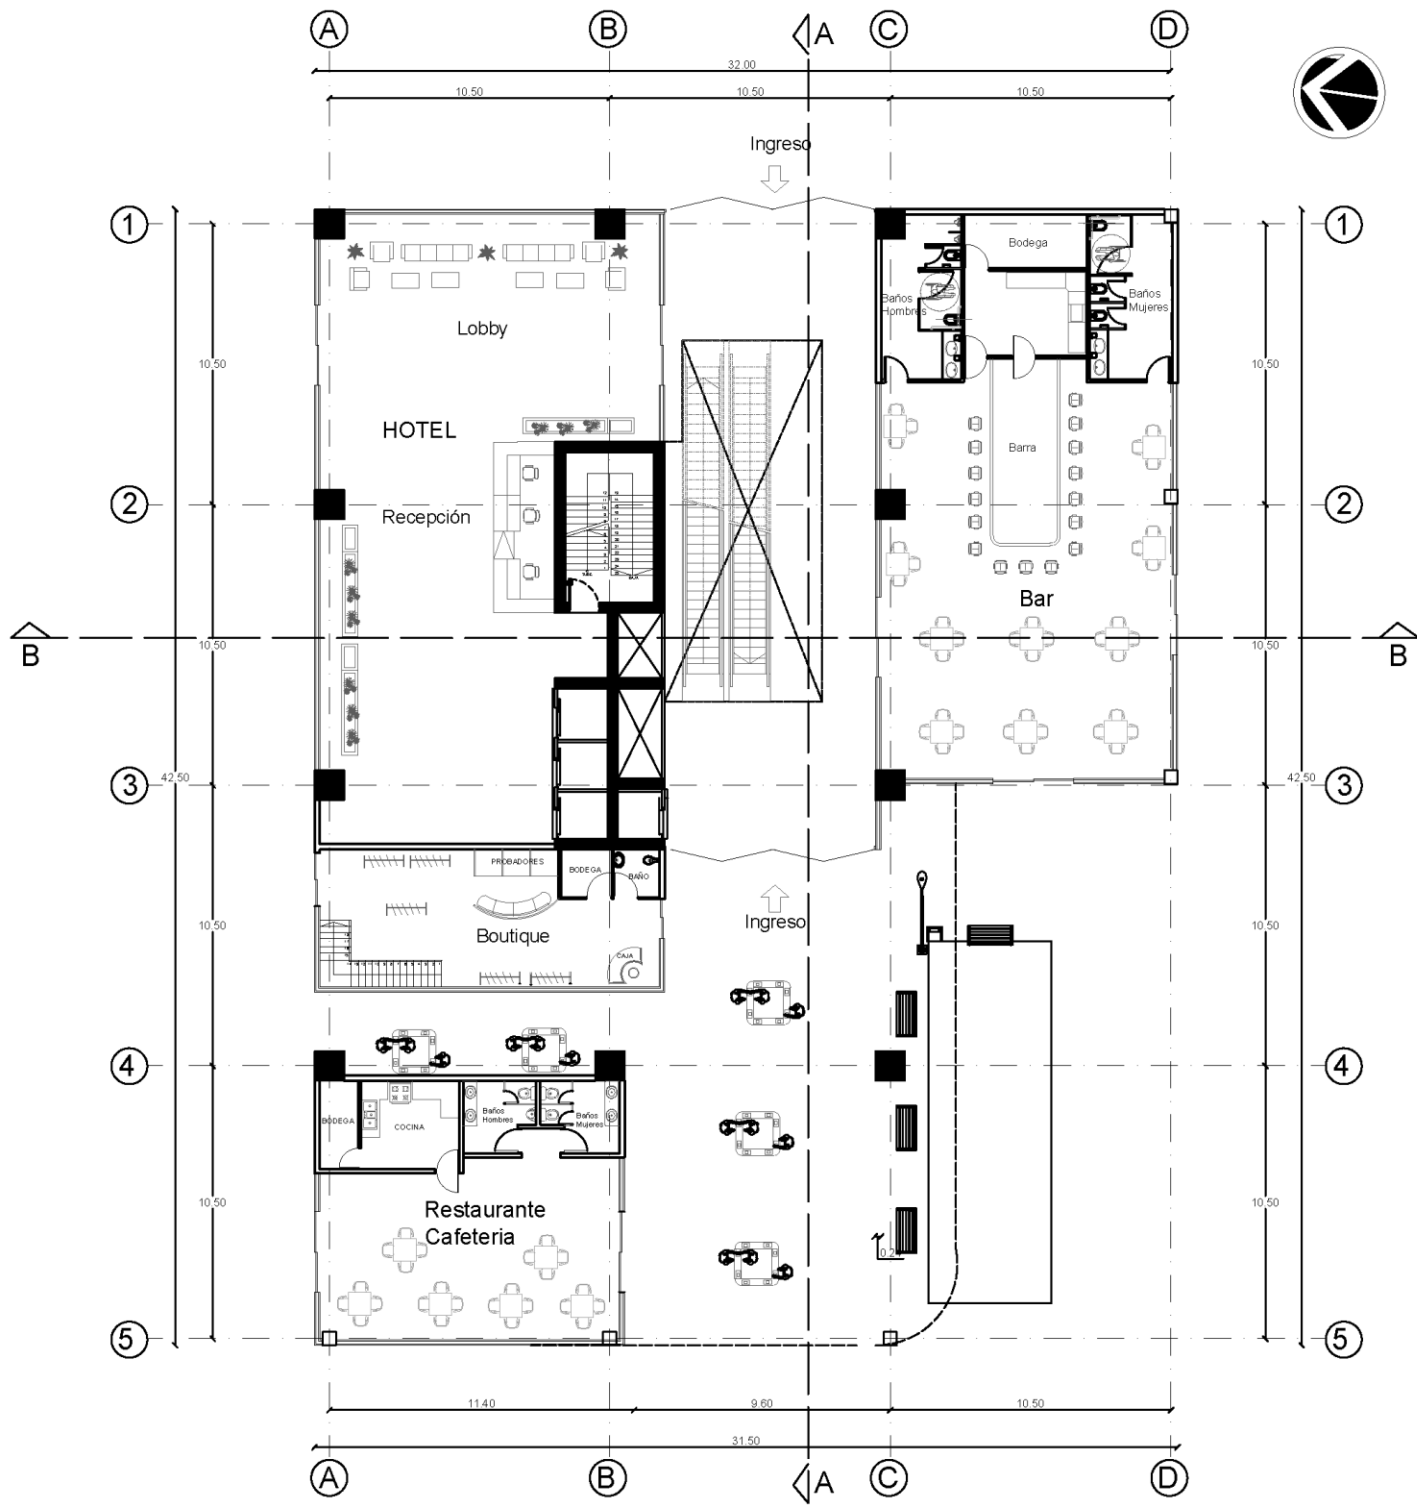 A B A C D
32.00
10.50 10.50 10.50
Ingreso
1 1
Bodega
Baños
Hombres
Baños
Mujeres
Lobby
10.50 10.50
HOTEL
Barra
2 Recepción 2
SUBE BAJA
Bar
B B
10.50 10.50
3 42.50 42.50 3
PROBADORES
BODEGA BAÑO
Ingreso
10.50 10.50
Boutique
CAJA
4 4
BODEGA
COCINA
Baños
Hombres
Baños
Mujeres
10.50 10.50
Restaurante
Cafeteria
5 5
11.40 9.60 10.50
31.50
A B A C D